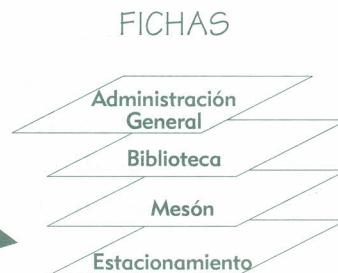 FICHAS
Administración
General
Biblioteca
Mesón
Estacionamiento